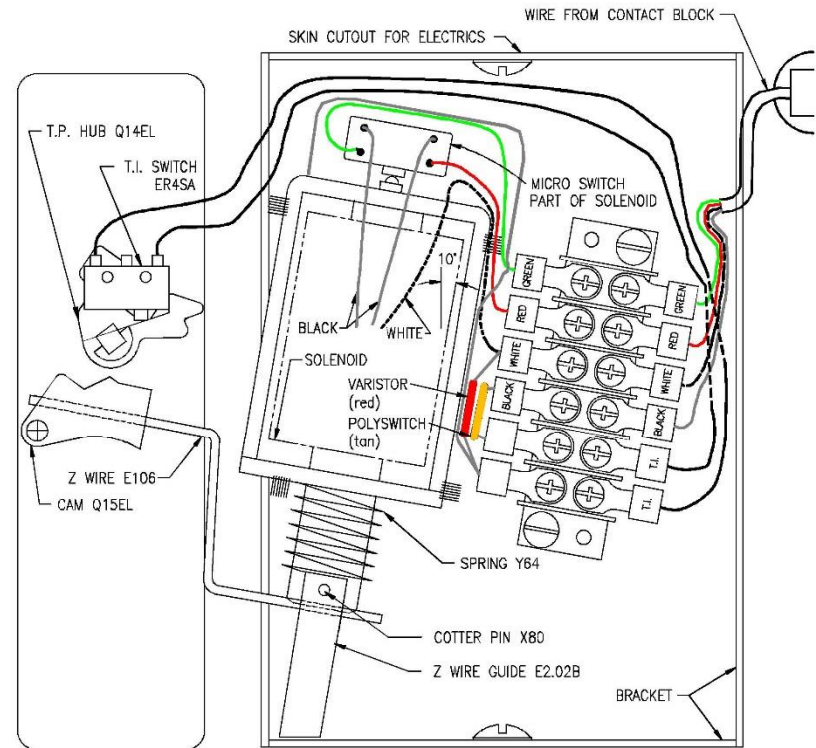 WIRE FROM CONTACT BLOCK
SKIN CUTOUT FOR ELECTRICS
T.P. HUB Q14EL
T.I. SWITCH
ER4SA
MICRO SWITCH
PART OF SOLENOID
10°
GREEN
GREEN
RED
RED
WHITE
WHITE
BLACK
BLACK
T.I.
T.I.
BLACK
WHITE
SOLENOID
VARISTOR
(red)
POLYSWITCH
(tan)
Z WIRE E106
CAM Q15EL
SPRING Y64
COTTER PIN X80
Z WIRE GUIDE E2.02B
BRACKET